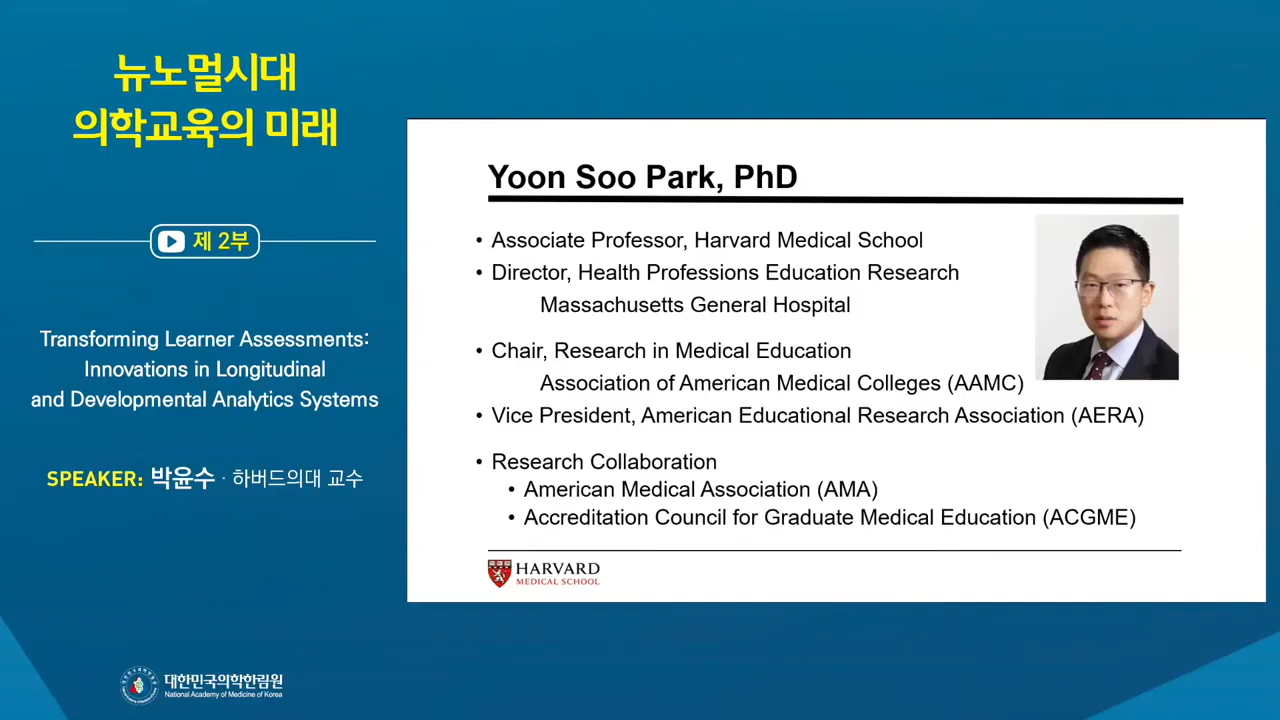 뉴노멀시대
의학교육의 미래
제 2부
Transforming Learner Assessments:
Innovations in Longitudinal
and Developmental Analytics Systems
SPEAKER: 박윤수 · 하버드의대 교수
대한민국의학한림원
National Academy of Medicine of Korea
Yoon Soo Park, PhD
• Associate Professor, Harvard Medical School
• Director, Health Professions Education Research
Massachusetts General Hospital
• Chair, Research in Medical Education
Association of American Medical Colleges (AAMC)
• Vice President, American Educational Research Association (AERA)
• Research Collaboration
• American Medical Association (AMA)
• Accreditation Council for Graduate Medical Education (ACGME)
HARVARD
MEDICAL SCHOOL